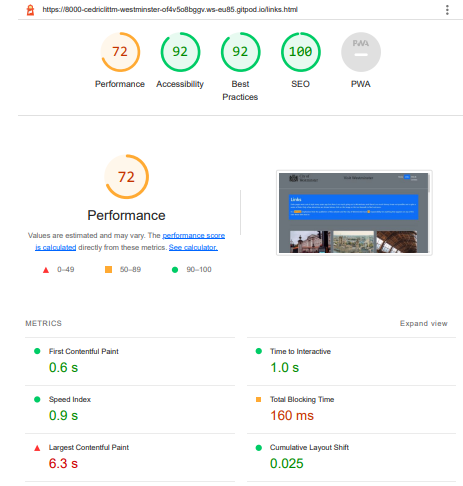 https://8000-cedriclittm-westminster-of4v5o8bggv.ws-eu85.gitpod.io/links.html
72 92 92 100 PWA
Performance Accessibility Best Practices SEO PWA
72
Performance
Values are estimated and may vary. The performance score
is calculated directly from these metrics. See calculator.
0–49 50–89 90–100
Links
METRICS Expand view
First Contentful Paint Time to Interactive
0.6 s 1.0 s
Speed Index Total Blocking Time
0.9 s 160 ms
Largest Contentful Paint Cumulative Layout Shift
6.3 s 0.025